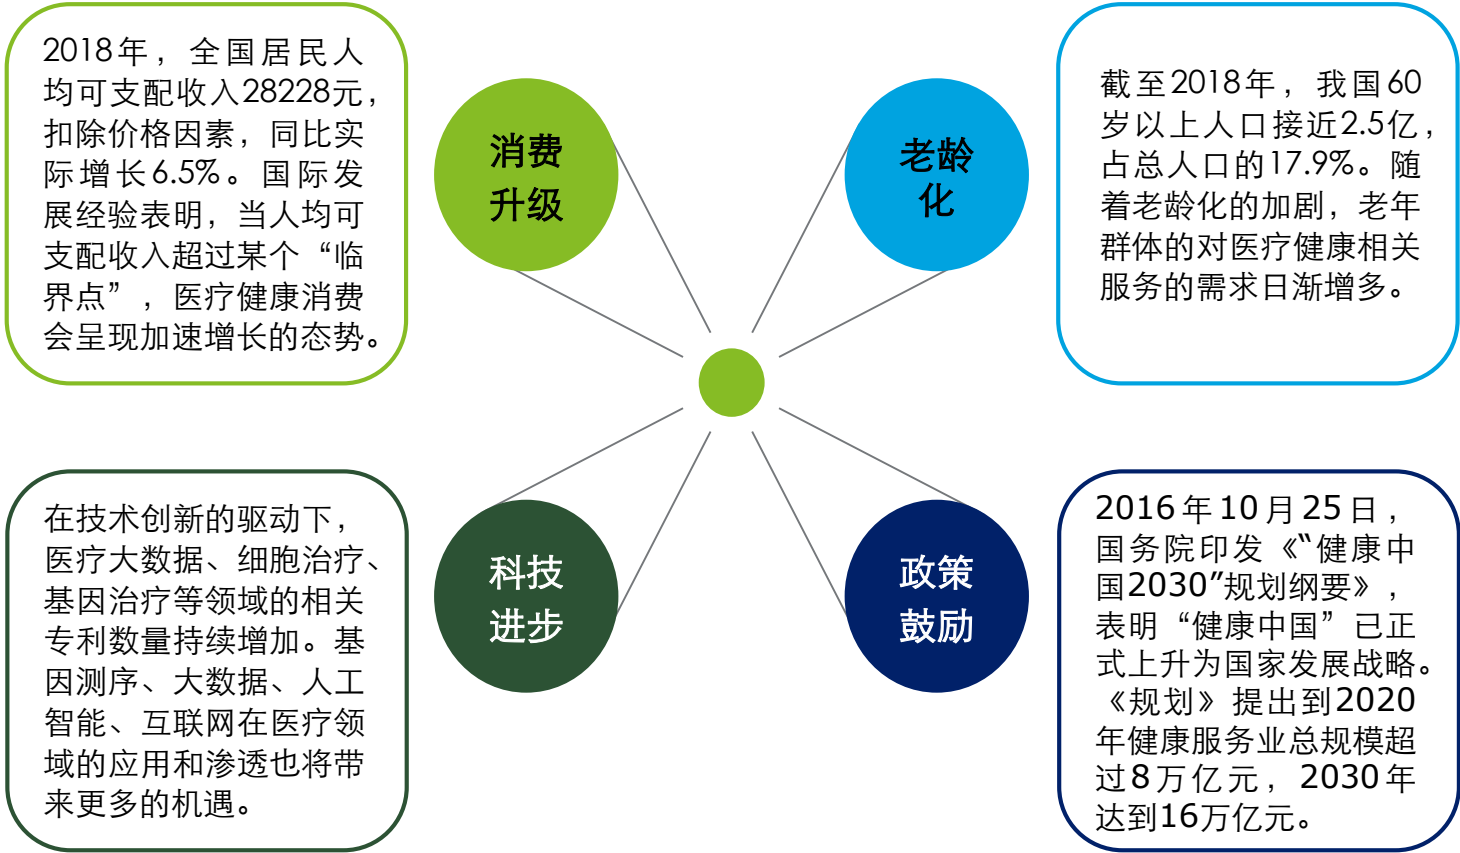 2018年，全国居民人
均可支配收入28228元，
扣除价格因素，同比实
际增长6.5%。国际发
展经验表明，当人均可
支配收入超过某个“临
界点”，医疗健康消费
会呈现加速增长的态势。
消费
升级
老龄
化
截至2018年，我国60
岁以上人口接近2.5亿，
占总人口的17.9%。随
着老龄化的加剧，老年
群体的对医疗健康相关
服务的需求日渐增多。
在技术创新的驱动下，
医疗大数据、细胞治疗、
基因治疗等领域的相关
专利数量持续增加。基
因测序、大数据、人工
智能、互联网在医疗领
域的应用和渗透也将带
来更多的机遇。
科技
进步
政策
鼓励
2016年10月25日，
国务院印发《“健康中
国2030”规划纲要》，
表明“健康中国”已正
式上升为国家发展战略。
《规划》提出到2020
年健康服务业总规模超
过8万亿元，2030年
达到16万亿元。